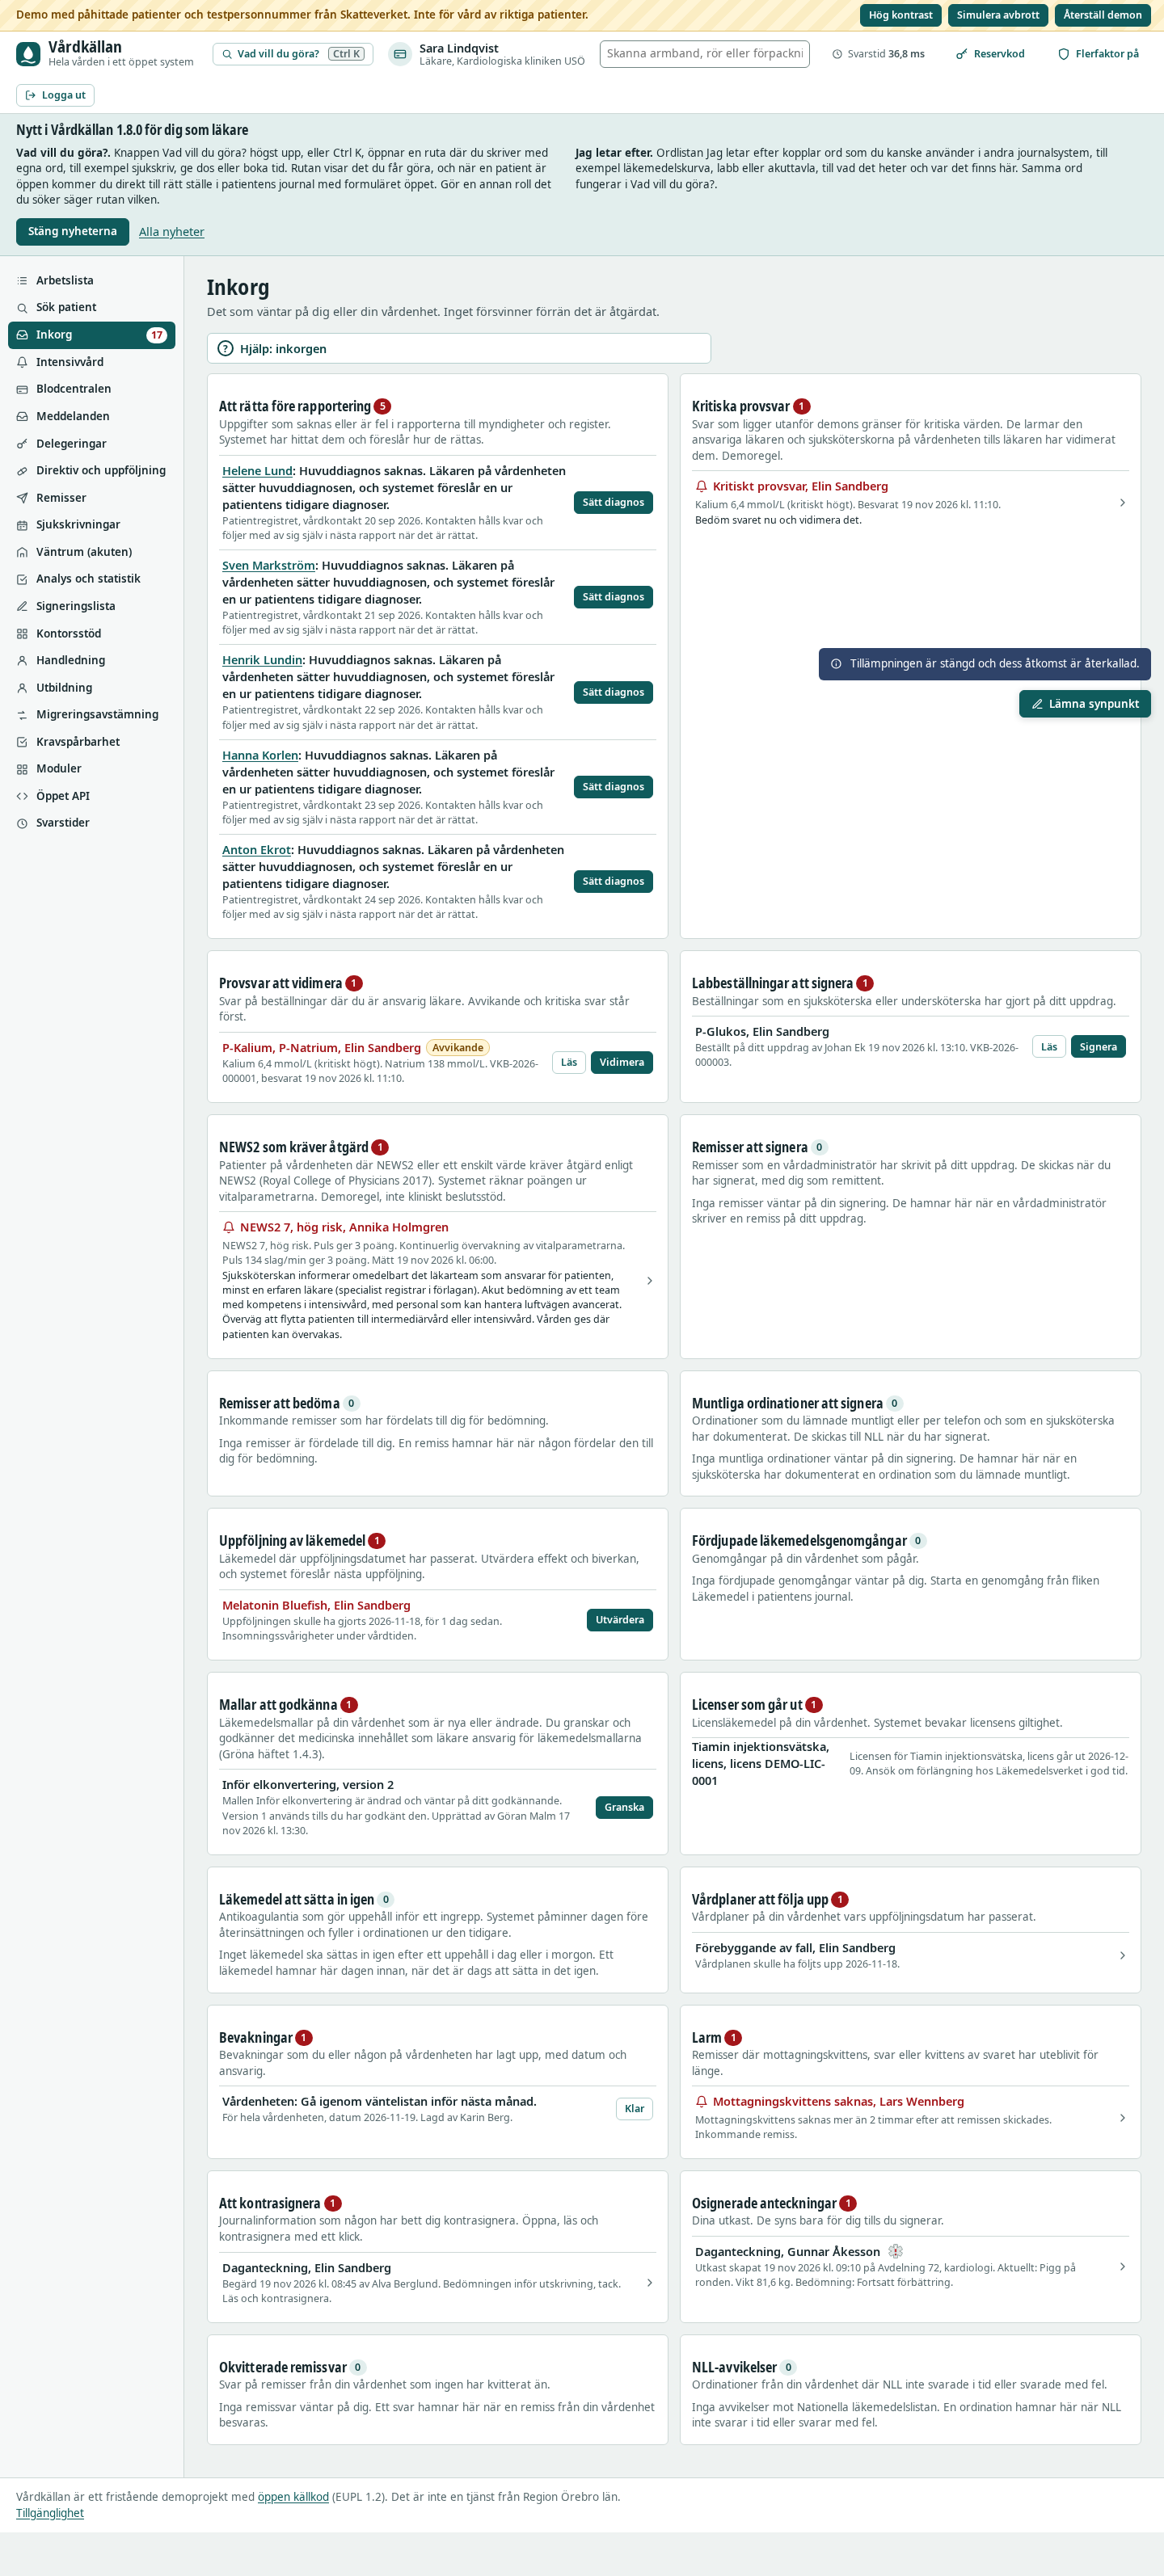 Demo med påhittade patienter och testpersonnummer från Skatteverket. Inte för vård av riktiga patienter.
Hög kontrast
Simulera avbrott
Återställ demon
Vårdkällan
Hela vården i ett öppet system
Vad vill du göra?
Ctrl K
Sara Lindqvist
Läkare, Kardiologiska kliniken USÖ
Skanna armband, rör eller förpackni
Svarstid 36,8 ms
Reservkod
Flerfaktor på
Logga ut
Nytt i Vårdkällan 1.8.0 för dig som läkare
Vad vill du göra?. Knappen Vad vill du göra? högst upp, eller Ctrl K, öppnar en ruta där du skriver med
egna ord, till exempel sjukskriv, ge dos eller boka tid. Rutan visar det du får göra, och när en patient är
öppen kommer du direkt till rätt ställe i patientens journal med formuläret öppet. Gör en annan roll det
du söker säger rutan vilken.
Jag letar efter. Ordlistan Jag letar efter kopplar ord som du kanske använder i andra journalsystem, till
exempel läkemedelskurva, labb eller akuttavla, till vad det heter och var det finns här. Samma ord
fungerar i Vad vill du göra?.
Stäng nyheterna
Alla nyheter
Arbetslista
Sök patient
Inkorg 17
Intensivvård
Blodcentralen
Meddelanden
Delegeringar
Direktiv och uppföljning
Remisser
Sjukskrivningar
Väntrum (akuten)
Analys och statistik
Signeringslista
Kontorsstöd
Handledning
Utbildning
Migreringsavstämning
Kravspårbarhet
Moduler
Öppet API
Svarstider
Inkorg
Det som väntar på dig eller din vårdenhet. Inget försvinner förrän det är åtgärdat.
? Hjälp: inkorgen
Att rätta före rapportering 5
Uppgifter som saknas eller är fel i rapporterna till myndigheter och register.
Systemet har hittat dem och föreslår hur de rättas.
Helene Lund: Huvuddiagnos saknas. Läkaren på vårdenheten
sätter huvuddiagnosen, och systemet föreslår en ur
patientens tidigare diagnoser.
Patientregistret, vårdkontakt 20 sep 2026. Kontakten hålls kvar och
följer med av sig själv i nästa rapport när det är rättat.
Sätt diagnos
Sven Markström: Huvuddiagnos saknas. Läkaren på
vårdenheten sätter huvuddiagnosen, och systemet föreslår
en ur patientens tidigare diagnoser.
Patientregistret, vårdkontakt 21 sep 2026. Kontakten hålls kvar och
följer med av sig själv i nästa rapport när det är rättat.
Sätt diagnos
Henrik Lundin: Huvuddiagnos saknas. Läkaren på
vårdenheten sätter huvuddiagnosen, och systemet föreslår
en ur patientens tidigare diagnoser.
Patientregistret, vårdkontakt 22 sep 2026. Kontakten hålls kvar och
följer med av sig själv i nästa rapport när det är rättat.
Sätt diagnos
Hanna Korlen: Huvuddiagnos saknas. Läkaren på
vårdenheten sätter huvuddiagnosen, och systemet föreslår
en ur patientens tidigare diagnoser.
Patientregistret, vårdkontakt 23 sep 2026. Kontakten hålls kvar och
följer med av sig själv i nästa rapport när det är rättat.
Sätt diagnos
Anton Ekrot: Huvuddiagnos saknas. Läkaren på vårdenheten
sätter huvuddiagnosen, och systemet föreslår en ur
patientens tidigare diagnoser.
Patientregistret, vårdkontakt 24 sep 2026. Kontakten hålls kvar och
följer med av sig själv i nästa rapport när det är rättat.
Sätt diagnos
Kritiska provsvar 1
Svar som ligger utanför demons gränser för kritiska värden. De larmar den
ansvariga läkaren och sjuksköterskorna på vårdenheten tills läkaren har vidimerat
dem. Demoregel.
Kritiskt provsvar, Elin Sandberg
Kalium 6,4 mmol/L (kritiskt högt). Besvarat 19 nov 2026 kl. 11:10.
Bedöm svaret nu och vidimera det.
Tillämpningen är stängd och dess åtkomst är återkallad.
Lämna synpunkt
Provsvar att vidimera 1
Svar på beställningar där du är ansvarig läkare. Avvikande och kritiska svar står
först.
P-Kalium, P-Natrium, Elin Sandberg Avvikande
Kalium 6,4 mmol/L (kritiskt högt). Natrium 138 mmol/L. VKB-2026-
000001, besvarat 19 nov 2026 kl. 11:10.
Läs
Vidimera
Labbeställningar att signera 1
Beställningar som en sjuksköterska eller undersköterska har gjort på ditt uppdrag.
P-Glukos, Elin Sandberg
Beställt på ditt uppdrag av Johan Ek 19 nov 2026 kl. 13:10. VKB-2026-
000003.
Läs
Signera
NEWS2 som kräver åtgärd 1
Patienter på vårdenheten där NEWS2 eller ett enskilt värde kräver åtgärd enligt
NEWS2 (Royal College of Physicians 2017). Systemet räknar poängen ur
vitalparametrarna. Demoregel, inte kliniskt beslutsstöd.
NEWS2 7, hög risk, Annika Holmgren
NEWS2 7, hög risk. Puls ger 3 poäng. Kontinuerlig övervakning av vitalparametrarna.
Puls 134 slag/min ger 3 poäng. Mätt 19 nov 2026 kl. 06:00.
Sjuksköterskan informerar omedelbart det läkarteam som ansvarar för patienten,
minst en erfaren läkare (specialist registrar i förlagan). Akut bedömning av ett team
med kompetens i intensivvård, med personal som kan hantera luftvägen avancerat.
Överväg att flytta patienten till intermediärvård eller intensivvård. Vården ges där
patienten kan övervakas.
Remisser att signera 0
Remisser som en vårdadministratör har skrivit på ditt uppdrag. De skickas när du
har signerat, med dig som remittent.
Inga remisser väntar på din signering. De hamnar här när en vårdadministratör
skriver en remiss på ditt uppdrag.
Remisser att bedöma 0
Inkommande remisser som har fördelats till dig för bedömning.
Inga remisser är fördelade till dig. En remiss hamnar här när någon fördelar den till
dig för bedömning.
Muntliga ordinationer att signera 0
Ordinationer som du lämnade muntligt eller per telefon och som en sjuksköterska
har dokumenterat. De skickas till NLL när du har signerat.
Inga muntliga ordinationer väntar på din signering. De hamnar här när en
sjuksköterska har dokumenterat en ordination som du lämnade muntligt.
Uppföljning av läkemedel 1
Läkemedel där uppföljningsdatumet har passerat. Utvärdera effekt och biverkan,
och systemet föreslår nästa uppföljning.
Melatonin Bluefish, Elin Sandberg
Uppföljningen skulle ha gjorts 2026-11-18, för 1 dag sedan.
Insomningssvårigheter under vårdtiden.
Utvärdera
Fördjupade läkemedelsgenomgångar 0
Genomgångar på din vårdenhet som pågår.
Inga fördjupade genomgångar väntar på dig. Starta en genomgång från fliken
Läkemedel i patientens journal.
Mallar att godkänna 1
Läkemedelsmallar på din vårdenhet som är nya eller ändrade. Du granskar och
godkänner det medicinska innehållet som läkare ansvarig för läkemedelsmallarna
(Gröna häftet 1.4.3).
Inför elkonvertering, version 2
Mallen Inför elkonvertering är ändrad och väntar på ditt godkännande.
Version 1 används tills du har godkänt den. Upprättad av Göran Malm 17
nov 2026 kl. 13:30.
Granska
Licenser som går ut 1
Licensläkemedel på din vårdenhet. Systemet bevakar licensens giltighet.
Tiamin injektionsvätska,
licens, licens DEMO-LIC-
0001
Licensen för Tiamin injektionsvätska, licens går ut 2026-12-
09. Ansök om förlängning hos Läkemedelsverket i god tid.
Läkemedel att sätta in igen 0
Antikoagulantia som gör uppehåll inför ett ingrepp. Systemet påminner dagen före
återinsättningen och fyller i ordinationen ur den tidigare.
Inget läkemedel ska sättas in igen efter ett uppehåll i dag eller i morgon. Ett
läkemedel hamnar här dagen innan, när det är dags att sätta in det igen.
Vårdplaner att följa upp 1
Vårdplaner på din vårdenhet vars uppföljningsdatum har passerat.
Förebyggande av fall, Elin Sandberg
Vårdplanen skulle ha följts upp 2026-11-18.
Bevakningar 1
Bevakningar som du eller någon på vårdenheten har lagt upp, med datum och
ansvarig.
Vårdenheten: Gå igenom väntelistan inför nästa månad.
För hela vårdenheten, datum 2026-11-19. Lagd av Karin Berg.
Klar
Larm 1
Remisser där mottagningskvittens, svar eller kvittens av svaret har uteblivit för
länge.
Mottagningskvittens saknas, Lars Wennberg
Mottagningskvittens saknas mer än 2 timmar efter att remissen skickades.
Inkommande remiss.
Att kontrasignera 1
Journalinformation som någon har bett dig kontrasignera. Öppna, läs och
kontrasignera med ett klick.
Daganteckning, Elin Sandberg
Begärd 19 nov 2026 kl. 08:45 av Alva Berglund. Bedömningen inför utskrivning, tack.
Läs och kontrasignera.
Osignerade anteckningar 1
Dina utkast. De syns bara för dig tills du signerar.
Daganteckning, Gunnar Åkesson
Utkast skapat 19 nov 2026 kl. 09:10 på Avdelning 72, kardiologi. Aktuellt: Pigg på
ronden. Vikt 81,6 kg. Bedömning: Fortsatt förbättring.
Okvitterade remissvar 0
Svar på remisser från din vårdenhet som ingen har kvitterat än.
Inga remissvar väntar på dig. Ett svar hamnar här när en remiss från din vårdenhet
besvaras.
NLL-avvikelser 0
Ordinationer från din vårdenhet där NLL inte svarade i tid eller svarade med fel.
Inga avvikelser mot Nationella läkemedelslistan. En ordination hamnar här när NLL
inte svarar i tid eller svarar med fel.
Vårdkällan är ett fristående demoprojekt med öppen källkod (EUPL 1.2). Det är inte en tjänst från Region Örebro län.
Tillgänglighet